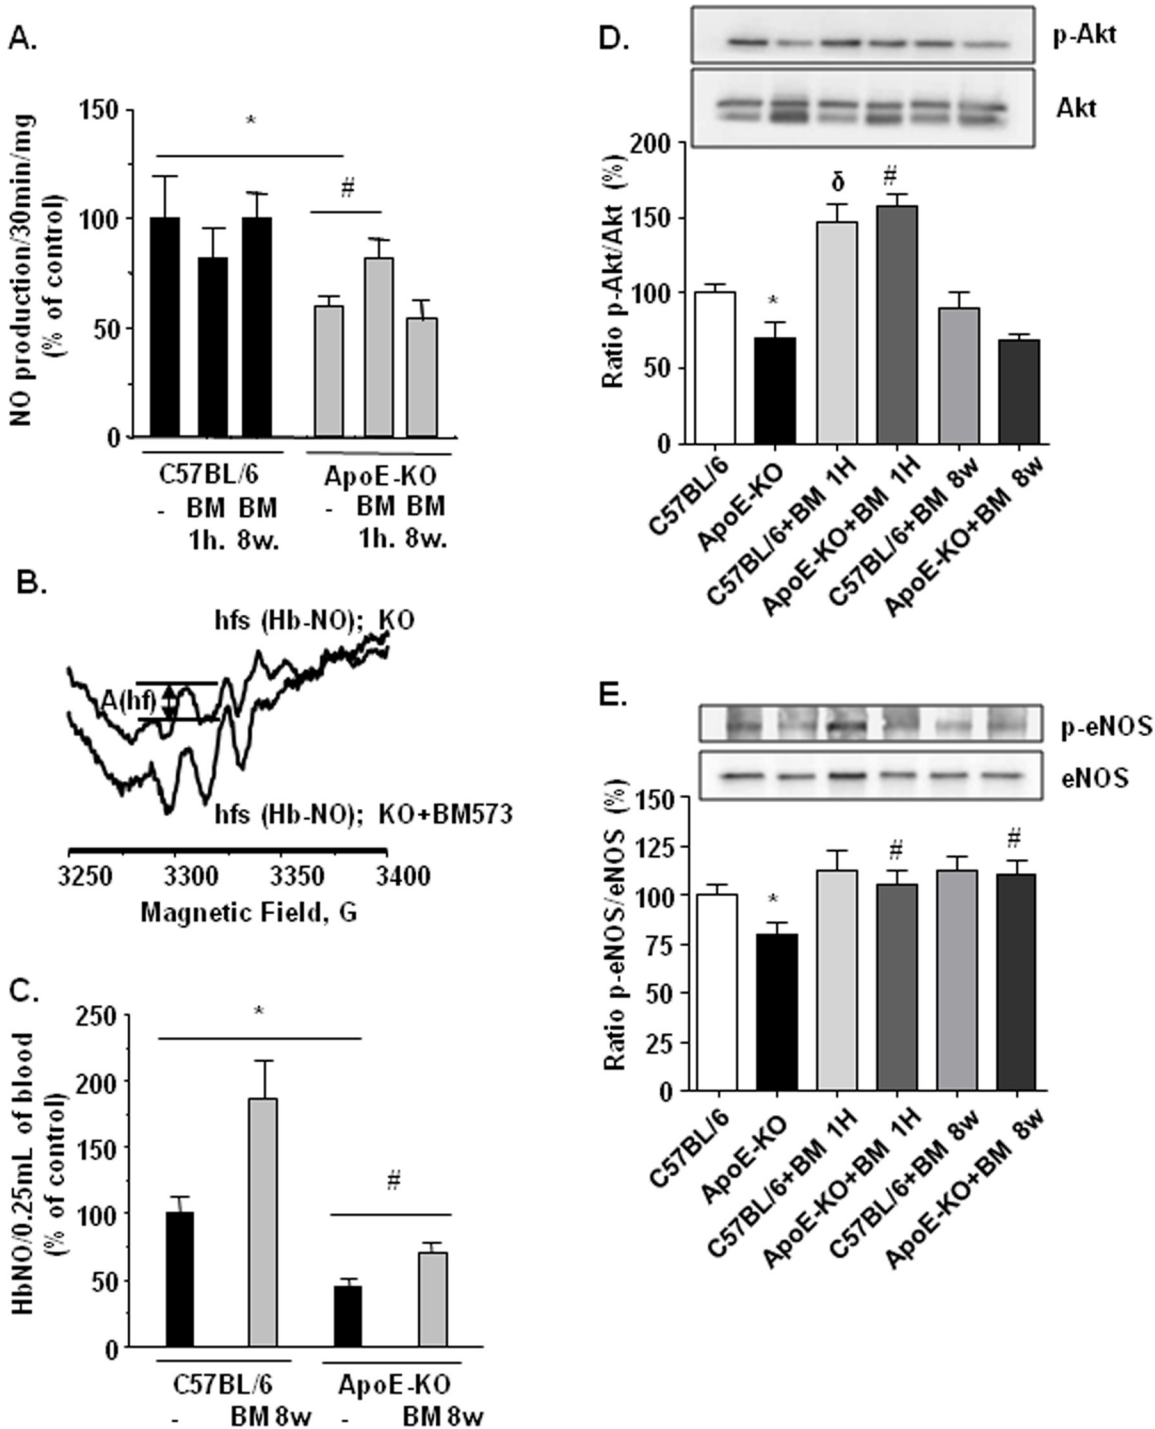 A.
NO production/30min/mg
(% of control)
150
100
50
0
*
#
C57BL/6
ApoE-KO
- BM BM
1h. 8w.
- BM BM
1h. 8w.
B.
hfs (Hb-NO); KO
A(hf)
hfs (Hb-NO); KO+BM573
3250 3300 3350 3400
Magnetic Field, G
C.
HbNO/0.25mL of blood
(% of control)
250
200
150
100
50
0
*
#
C57BL/6
ApoE-KO
- BM 8w
- BM 8w
D.
p-Akt
Akt
Ratio p-Akt/Akt (%)
200
150
100
50
0
*
δ
#
C57BL/6
ApoE-KO
C57BL/6+BM 1H
ApoE-KO+BM 1H
C57BL/6+BM 8w
ApoE-KO+BM 8w
E.
p-eNOS
eNOS
Ratio p-eNOS/eNOS (%)
150
125
100
75
50
25
0
*
#
#
C57BL/6
ApoE-KO
C57BL/6+BM 1H
ApoE-KO+BM 1H
C57BL/6+BM 8w
ApoE-KO+BM 8w